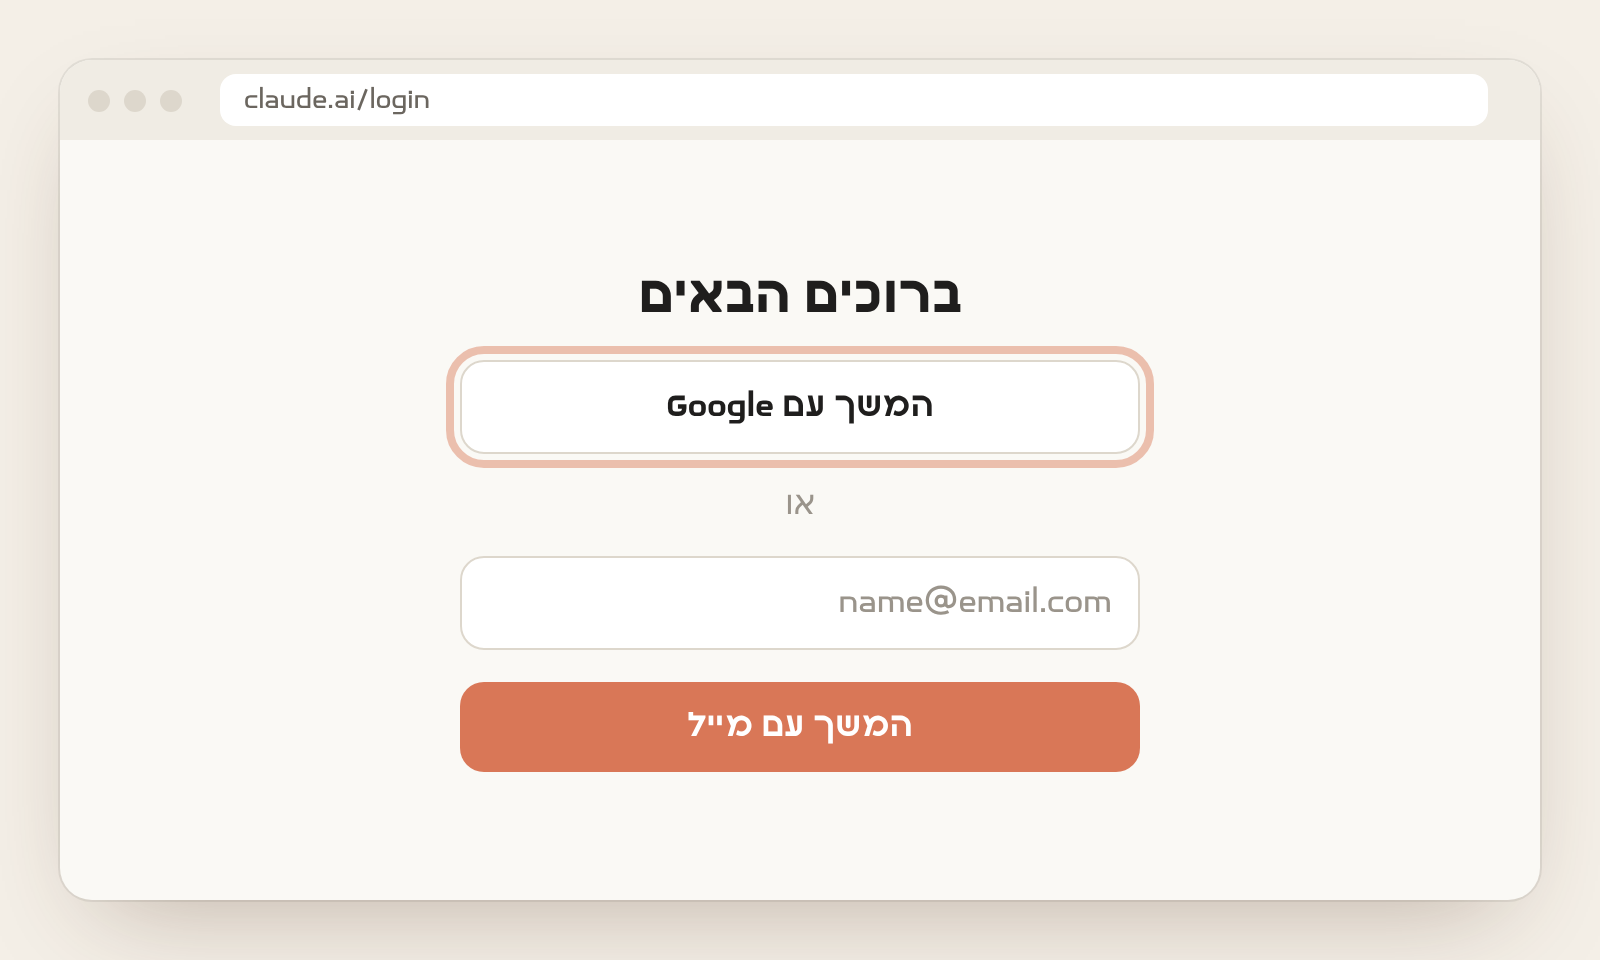 claude.ai/login
ברוכים הבאים
המשך עם Google
או
name@email.com
המשך עם מייל